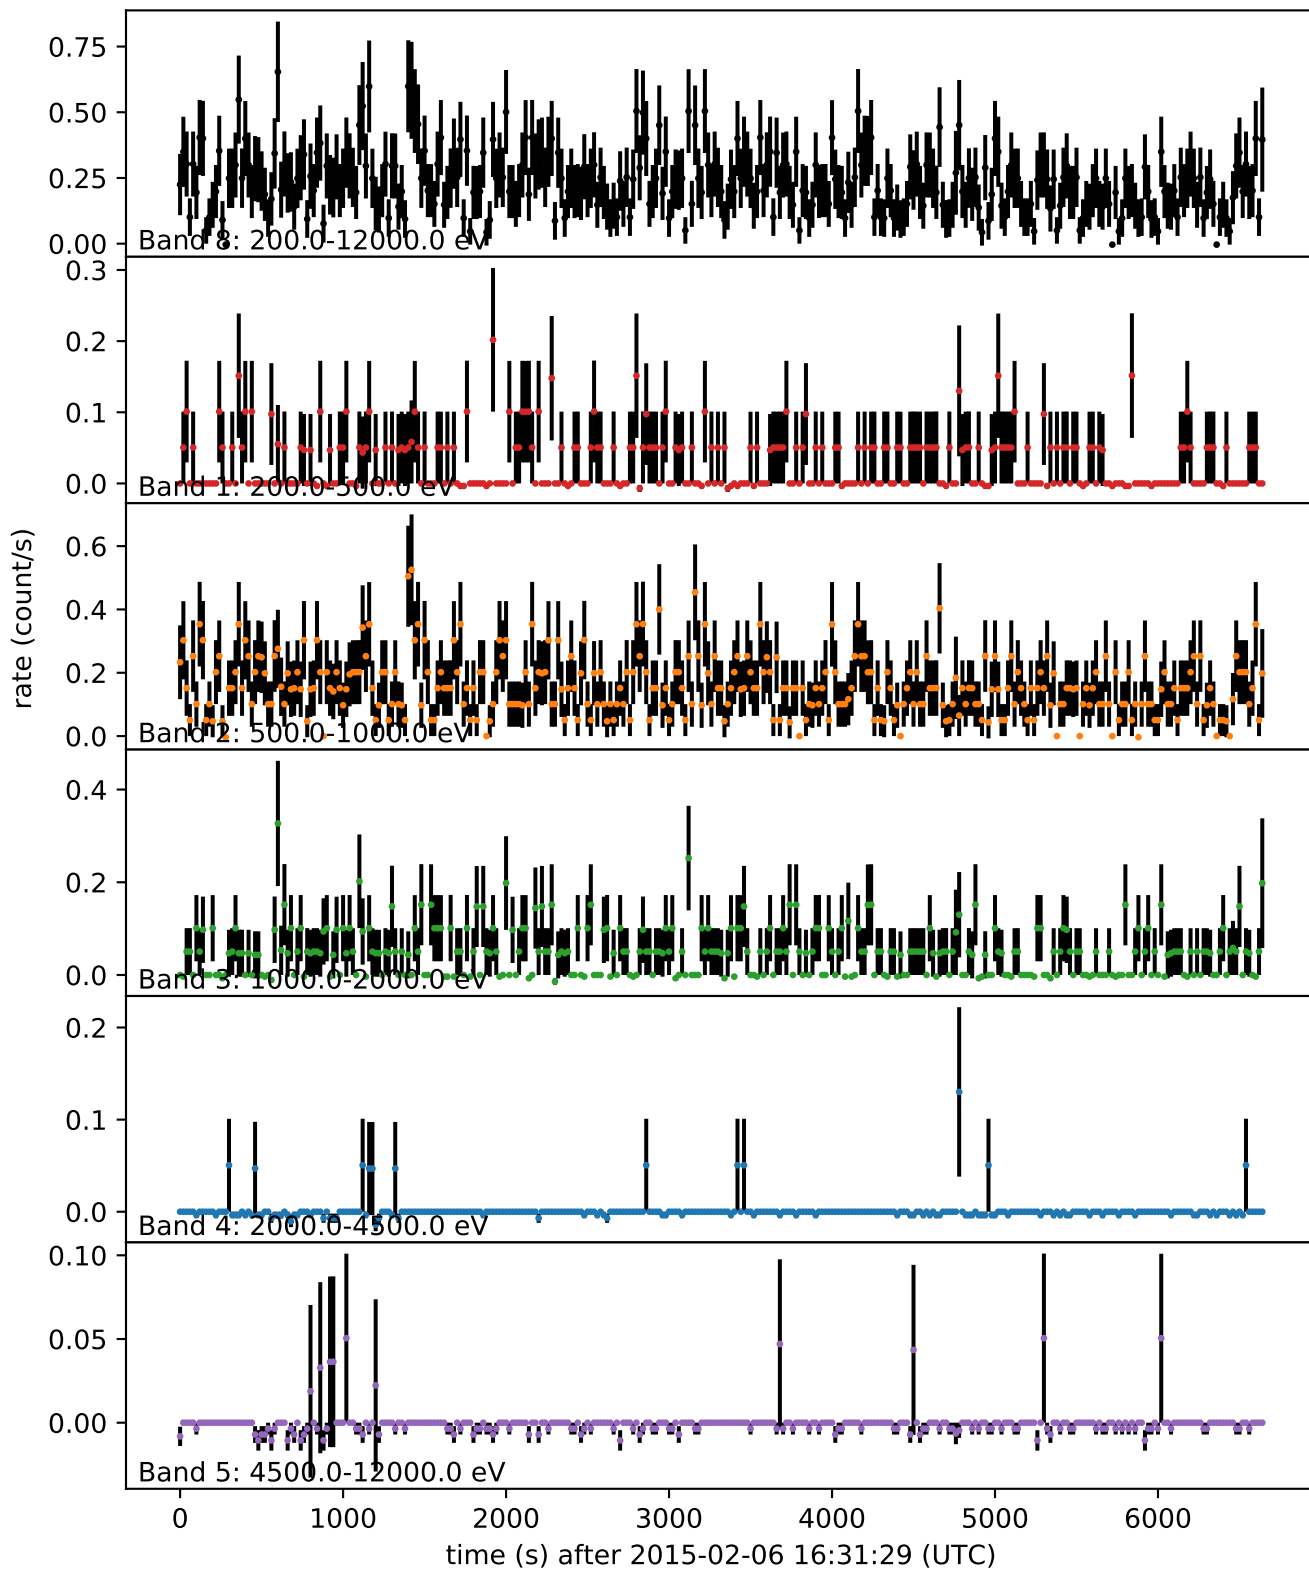 0.75
0.50
0.25
0.00
Band 8: 200.0-12000.0 eV
0.3
0.2
0.1
0.0
Band 1: 200.0-500.0 eV
rate (count/s)
0.6
0.4
0.2
0.0
Band 2: 500.0-1000.0 eV
0.4
0.2
0.0
Band 3: 1000.0-2000.0 eV
0.2
0.1
0.0
Band 4: 2000.0-4500.0 eV
0.10
0.05
0.00
Band 5: 4500.0-12000.0 eV
0 1000 2000 3000 4000 5000 6000
time (s) after 2015-02-06 16:31:29 (UTC)